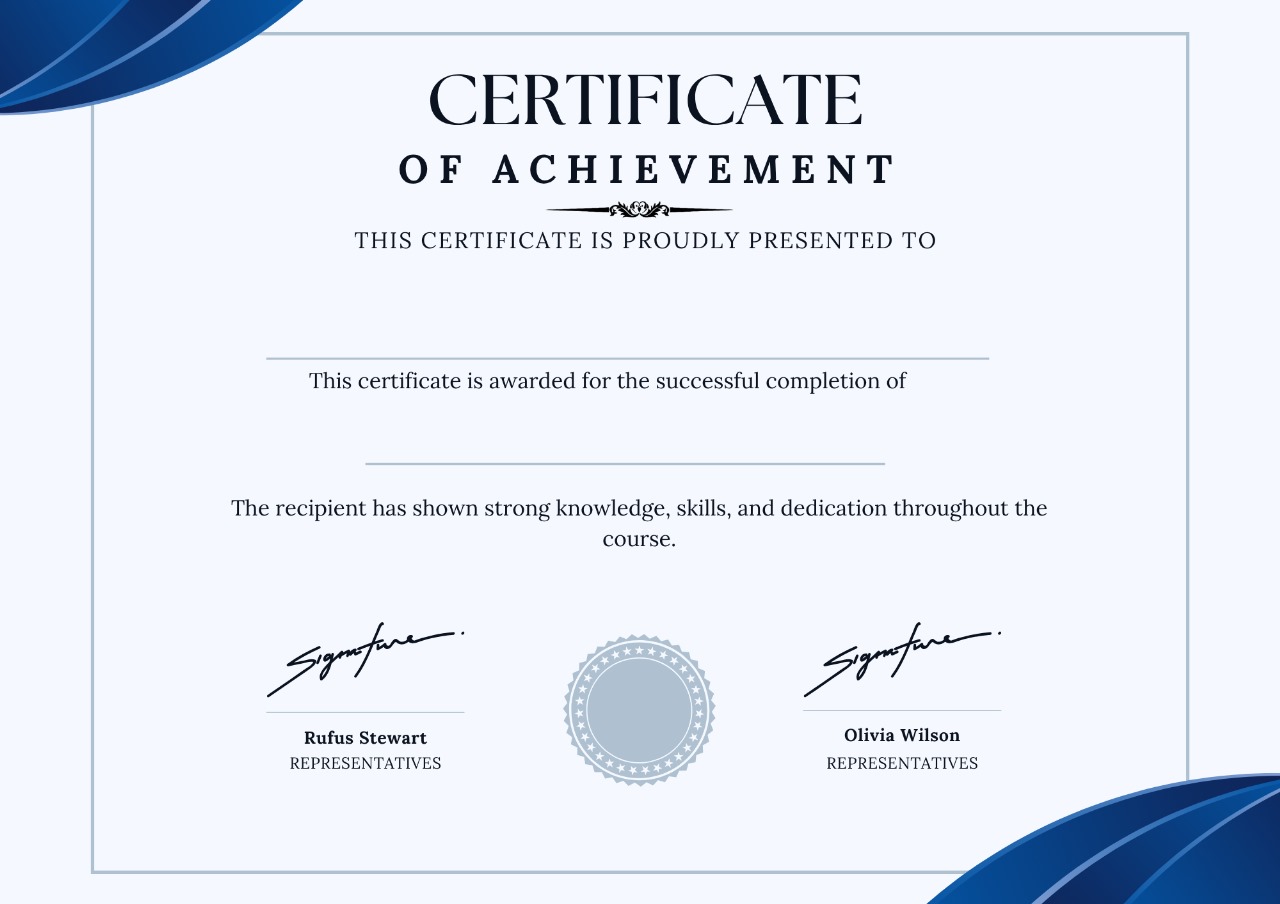 CERTIFICATE
OF ACHIEVEMENT
THIS CERTIFICATE IS PROUDLY PRESENTED TO
This certificate is awarded for the successful completion of
The recipient has shown strong knowledge, skills, and dedication throughout the
course.
Signature
Signature
Rufus Stewart
Olivia Wilson
REPRESENTATIVES
REPRESENTATIVES